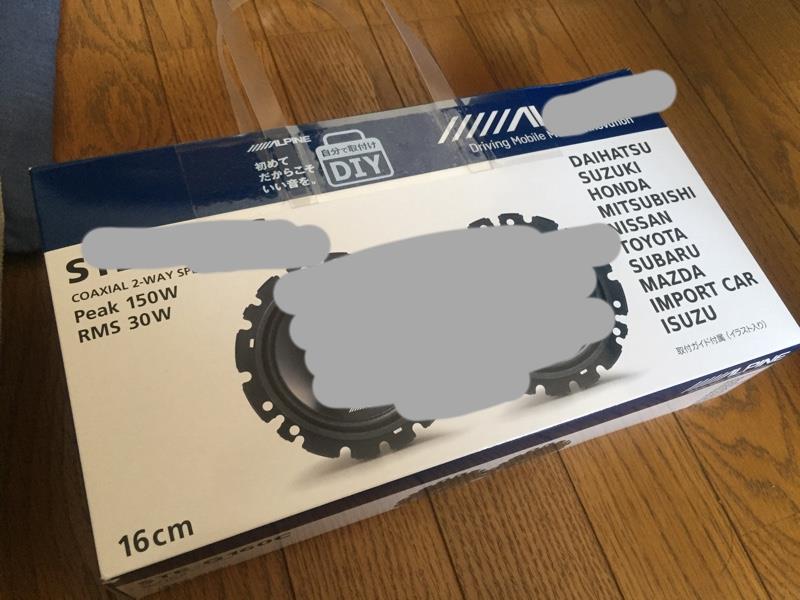 ALPINE
初めて
だからこそ
いい音を。
自分で取付け
DIY
Driving Mobile
DAIHATSU
SUZUKI
HONDA
MITSUBISHI
NISSAN
TOYOTA
SUBARU
MAZDA
IMPORT CAR
ISUZU
取付ガイド付属(イラスト入り)
COAXIAL 2-WAY
Peak 150W
RMS 30W
16cm
ALPINE